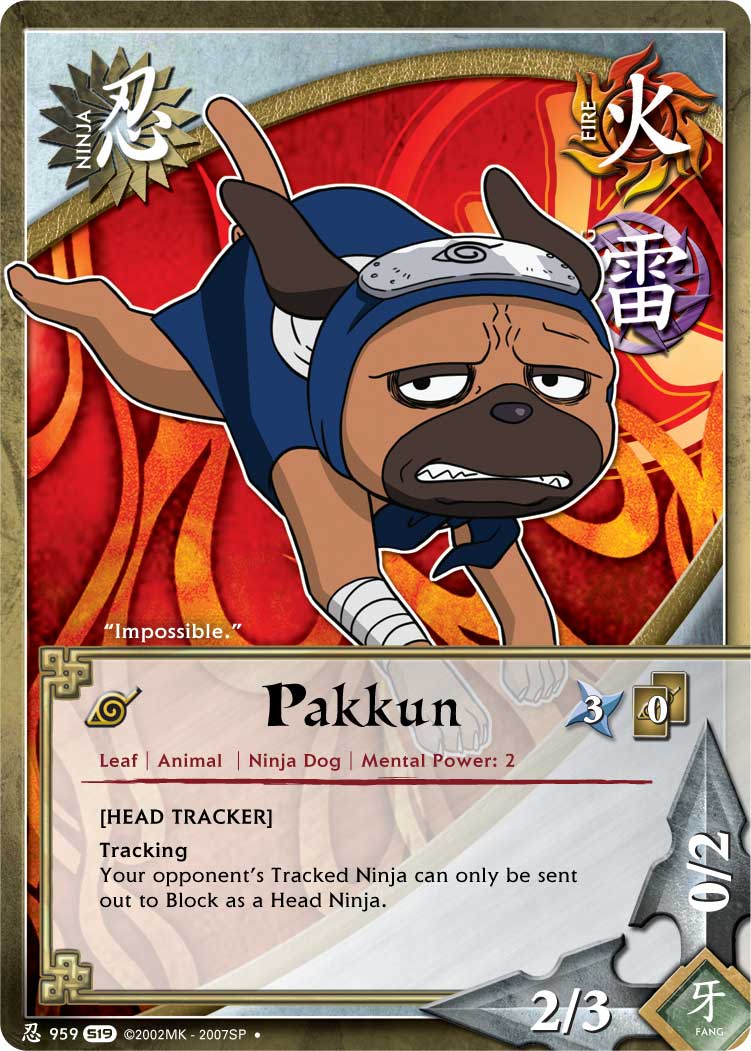 NINJA 忍
FIRE 火
雷
“Impossible.”
Pakkun
3 0
Leaf | Animal | Ninja Dog | Mental Power: 2
[HEAD TRACKER]
Tracking
Your opponent’s Tracked Ninja can only be sent
out to Block as a Head Ninja.
0/2
2/3
牙
FANG
忍 959 S19 ©2002MK - 2007SP •